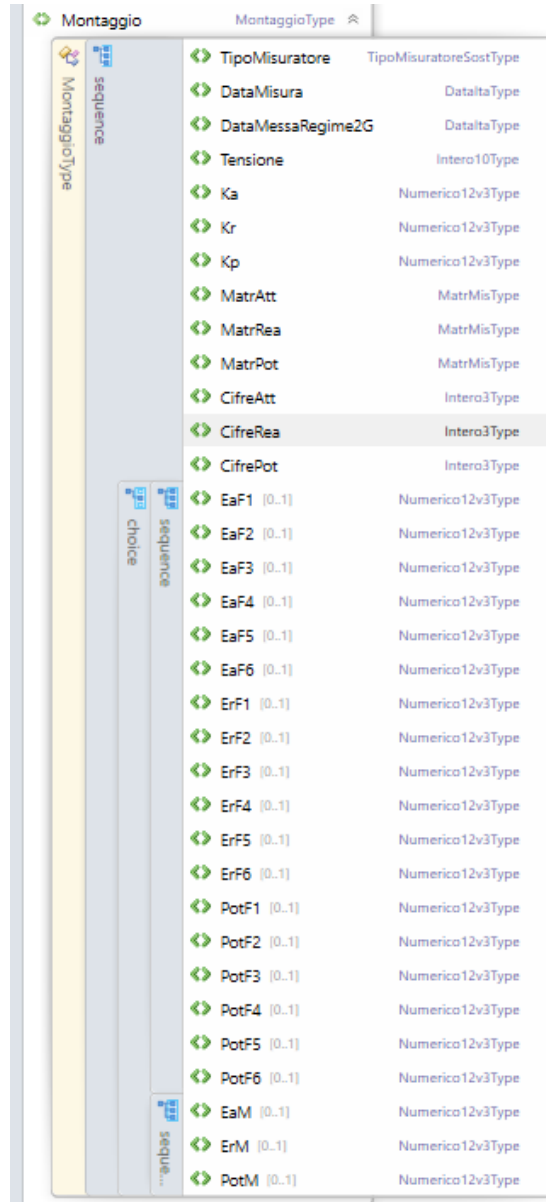 Montaggio MontaggioType
MontaggioType
sequence
TipoMisuratore TipoMisuratoreSostType
DataMisura DataItaType
DataMessaRegime2G DataItaType
Tensione Intero10Type
Ka Numerico12v3Type
Kr Numerico12v3Type
Kp Numerico12v3Type
MatrAtt MatrMisType
MatrRea MatrMisType
MatrPot MatrMisType
CifreAtt Intero3Type
CifreRea Intero3Type
CifrePot Intero3Type
choice
sequence
EaF1 [0..1] Numerico12v3Type
EaF2 [0..1] Numerico12v3Type
EaF3 [0..1] Numerico12v3Type
EaF4 [0..1] Numerico12v3Type
EaF5 [0..1] Numerico12v3Type
EaF6 [0..1] Numerico12v3Type
ErF1 [0..1] Numerico12v3Type
ErF2 [0..1] Numerico12v3Type
ErF3 [0..1] Numerico12v3Type
ErF4 [0..1] Numerico12v3Type
ErF5 [0..1] Numerico12v3Type
ErF6 [0..1] Numerico12v3Type
PotF1 [0..1] Numerico12v3Type
PotF2 [0..1] Numerico12v3Type
PotF3 [0..1] Numerico12v3Type
PotF4 [0..1] Numerico12v3Type
PotF5 [0..1] Numerico12v3Type
PotF6 [0..1] Numerico12v3Type
seque...
EaM [0..1] Numerico12v3Type
ErM [0..1] Numerico12v3Type
PotM [0..1] Numerico12v3Type